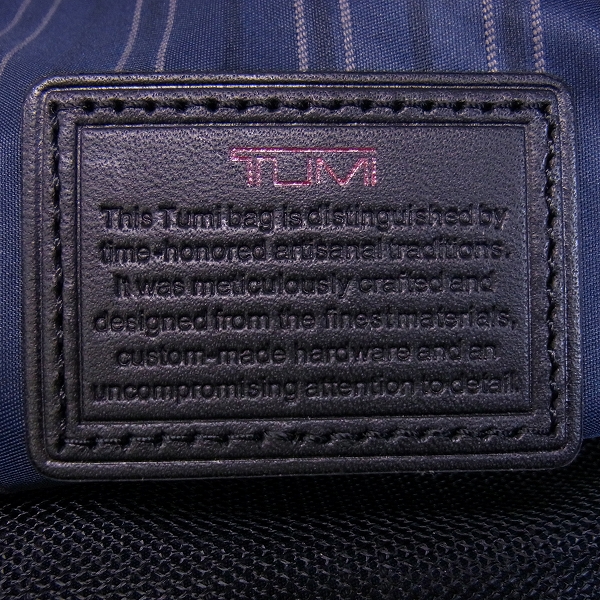 TUMI
This Tumi bag is distinguished by
time-honored artisanal traditions.
It was meticulously crafted and
designed from the finest materials,
custom-made hardware and an
uncompromising attention to detail.